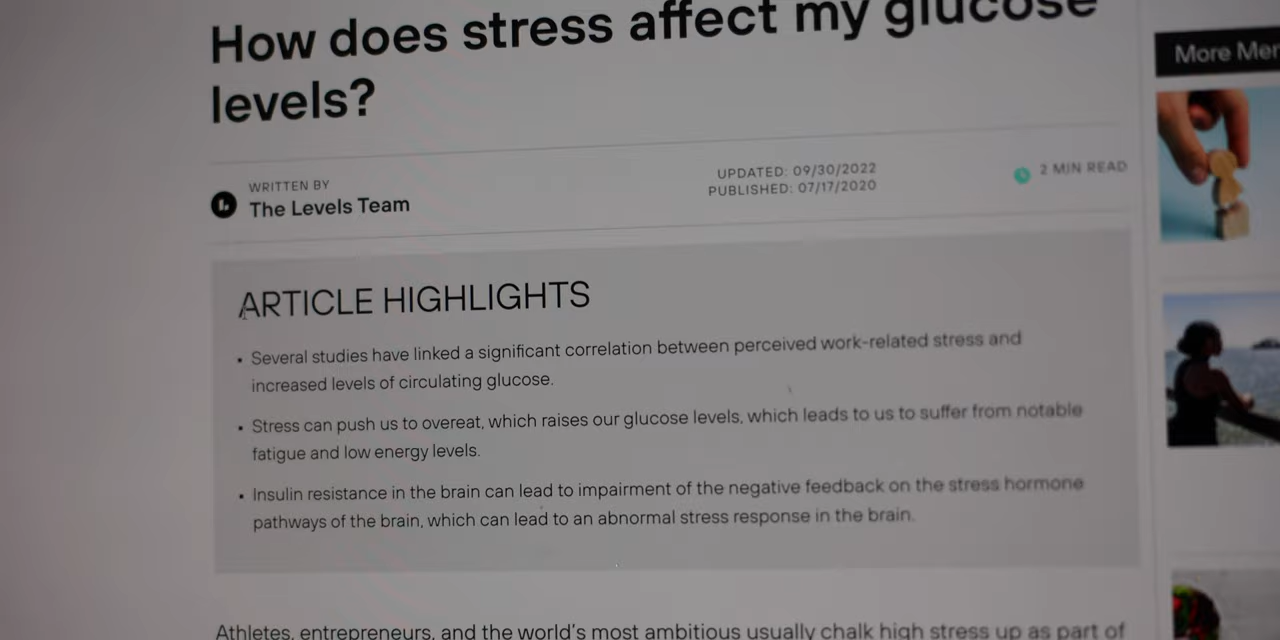 How does stress affect my glucose
levels?
More Mer
WRITTEN BY
The Levels Team
UPDATED: 09/30/2022
PUBLISHED: 07/17/2020
2 MIN READ
ARTICLE HIGHLIGHTS
• Several studies have linked a significant correlation between perceived work-related stress and
increased levels of circulating glucose.
• Stress can push us to overeat, which raises our glucose levels, which leads to us to suffer from notable
fatigue and low energy levels.
• Insulin resistance in the brain can lead to impairment of the negative feedback on the stress hormone
pathways of the brain, which can lead to an abnormal stress response in the brain.
Athletes, entrepreneurs, and the world's most ambitious usually chalk high stress up as part of